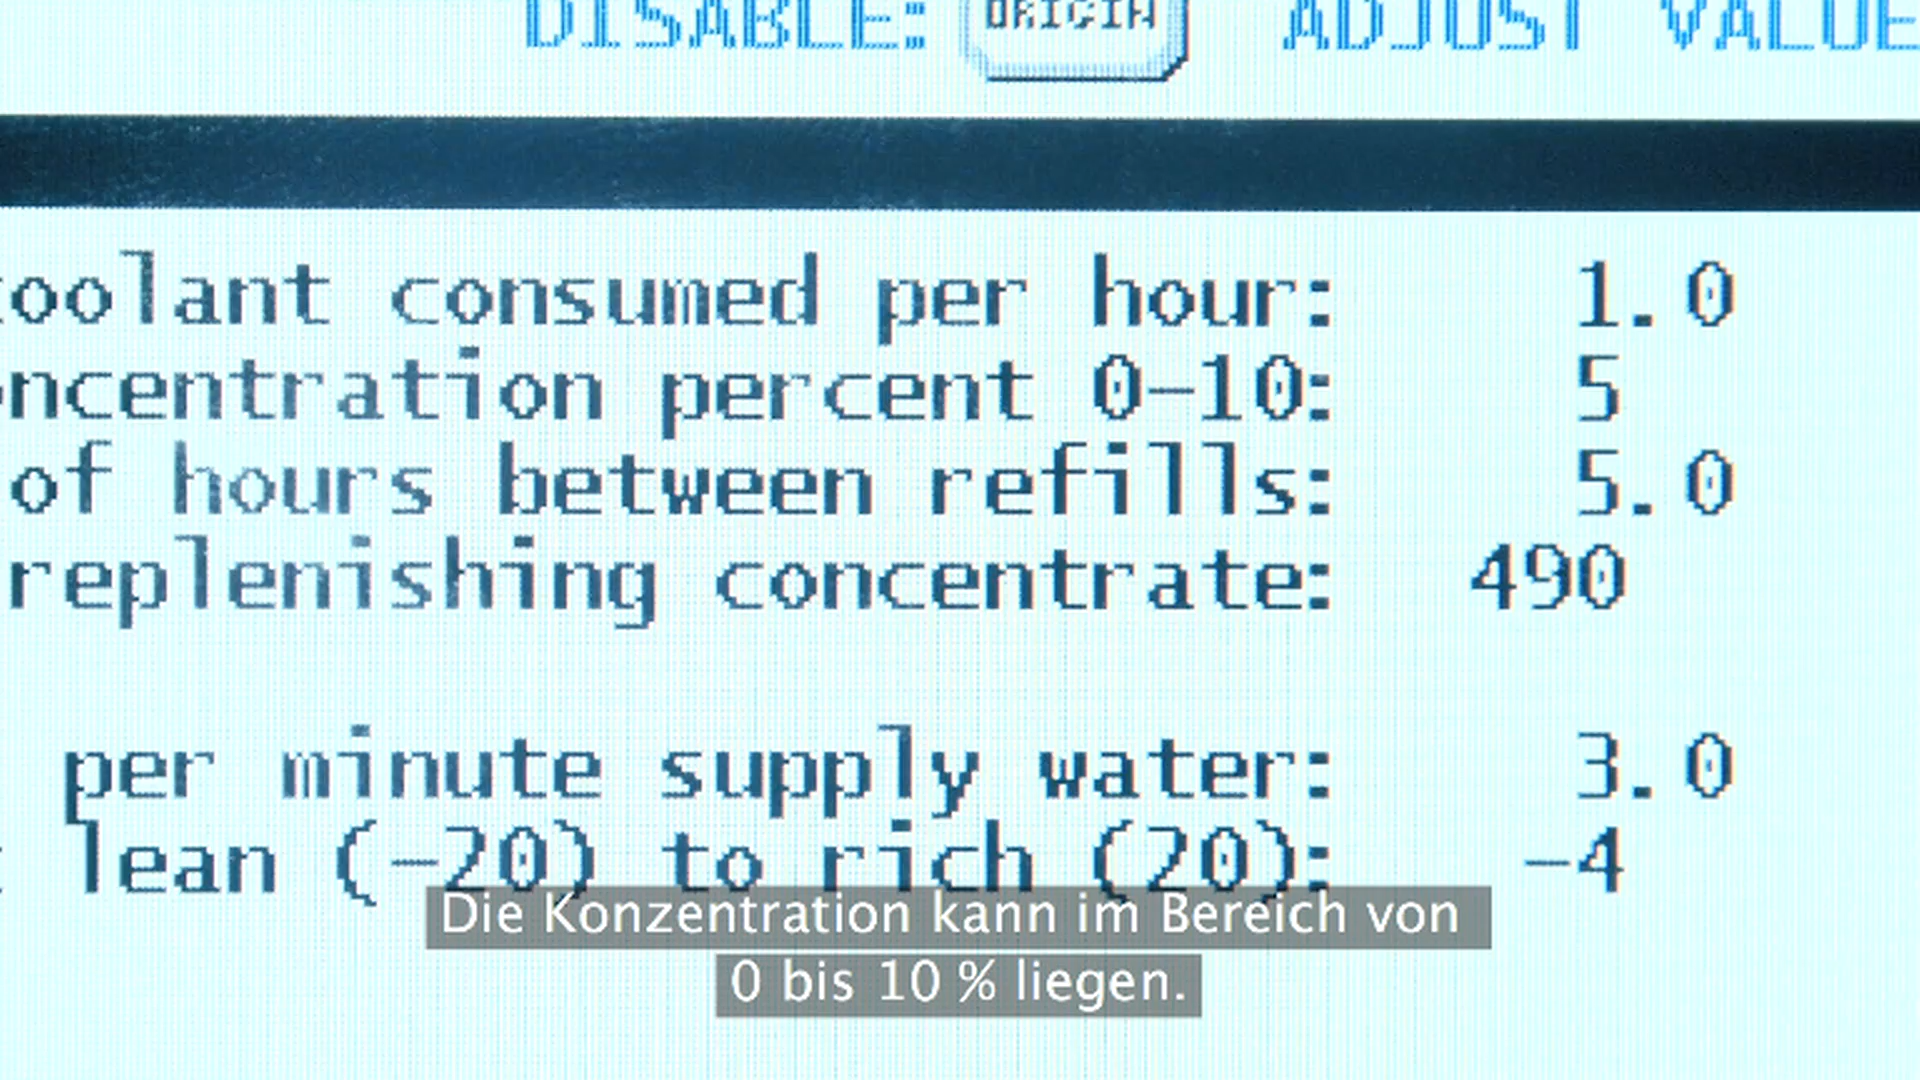 DISABLE: ORIGIN ADJUST VALUE
coolant consumed per hour: 1.0
concentration percent 0-10: 5
of hours between refills: 5.0
replenishing concentrate: 490
per minute supply water: 3.0
lean (-20) to rich (20): -4
Die Konzentration kann im Bereich von
0 bis 10 % liegen.